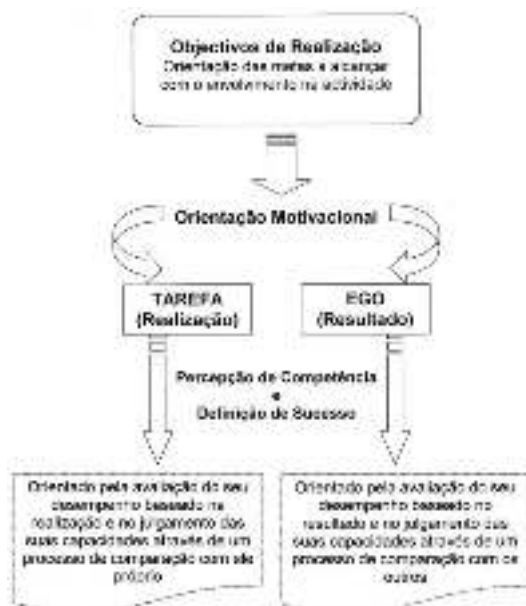 Objectivos de Realização
Orientação das metas a alcançar
com o envolvimento na actividade
Orientação Motivacional
TAREFA
(Realização)
EGO
(Resultado)
Percepção de Competência
e
Definição de Sucesso
Orientado pela avaliação do seu
desempenho baseado na
realização e no julgamento das
suas capacidades através de um
processo de comparação com ele
próprio
Orientado pela avaliação do seu
desempenho baseado no
resultado e no julgamento das
suas capacidades através de um
processo de comparação com os
outros